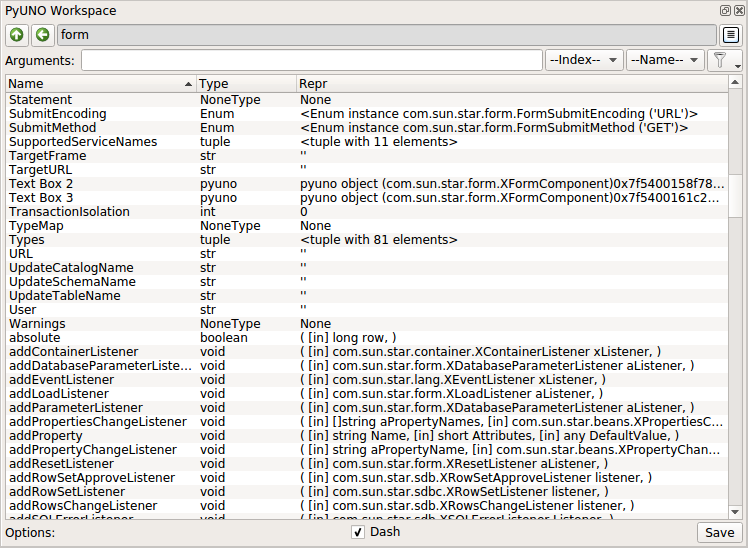 PyUNO Workspace
form
Arguments: --Index-- --Name--
Name Type Repr
Statement NoneType None
SubmitEncoding Enum <Enum instance com.sun.star.form.FormSubmitEncoding ('URL')>
SubmitMethod Enum <Enum instance com.sun.star.form.FormSubmitMethod ('GET')>
SupportedServiceNames tuple <tuple with 11 elements>
TargetFrame str ''
TargetURL str ''
Text Box 2 pyuno pyuno object (com.sun.star.form.XFormComponent)0x7f5400158f78...
Text Box 3 pyuno pyuno object (com.sun.star.form.XFormComponent)0x7f5400161c2...
TransactionIsolation int 0
TypeMap NoneType None
Types tuple <tuple with 81 elements>
URL str ''
UpdateCatalogName str ''
UpdateSchemaName str ''
UpdateTableName str ''
User str ''
Warnings NoneType None
absolute boolean ( [in] long row, )
addContainerListener void ( [in] com.sun.star.container.XContainerListener xListener, )
addDatabaseParameterListe... void ( [in] com.sun.star.form.XDatabaseParameterListener aListener, )
addEventListener void ( [in] com.sun.star.lang.XEventListener xListener, )
addLoadListener void ( [in] com.sun.star.form.XLoadListener aListener, )
addParameterListener void ( [in] com.sun.star.form.XDatabaseParameterListener aListener, )
addPropertiesChangeListener void ( [in] []string aPropertyNames, [in] com.sun.star.beans.XPropertiesC...
addProperty void ( [in] string Name, [in] short Attributes, [in] any DefaultValue, )
addPropertyChangeListener void ( [in] string aPropertyName, [in] com.sun.star.beans.XPropertyChan...
addResetListener void ( [in] com.sun.star.form.XResetListener aListener, )
addRowSetApproveListener void ( [in] com.sun.star.sdb.XRowSetApproveListener listener, )
addRowSetListener void ( [in] com.sun.star.sdbc.XRowSetListener listener, )
addRowsChangeListener void ( [in] com.sun.star.sdb.XRowsChangeListener listener, )
addSQLErrorListener void ( [in] com.sun.star.sdb.XSQLErrorListener Listener, )
Options: Dash Save